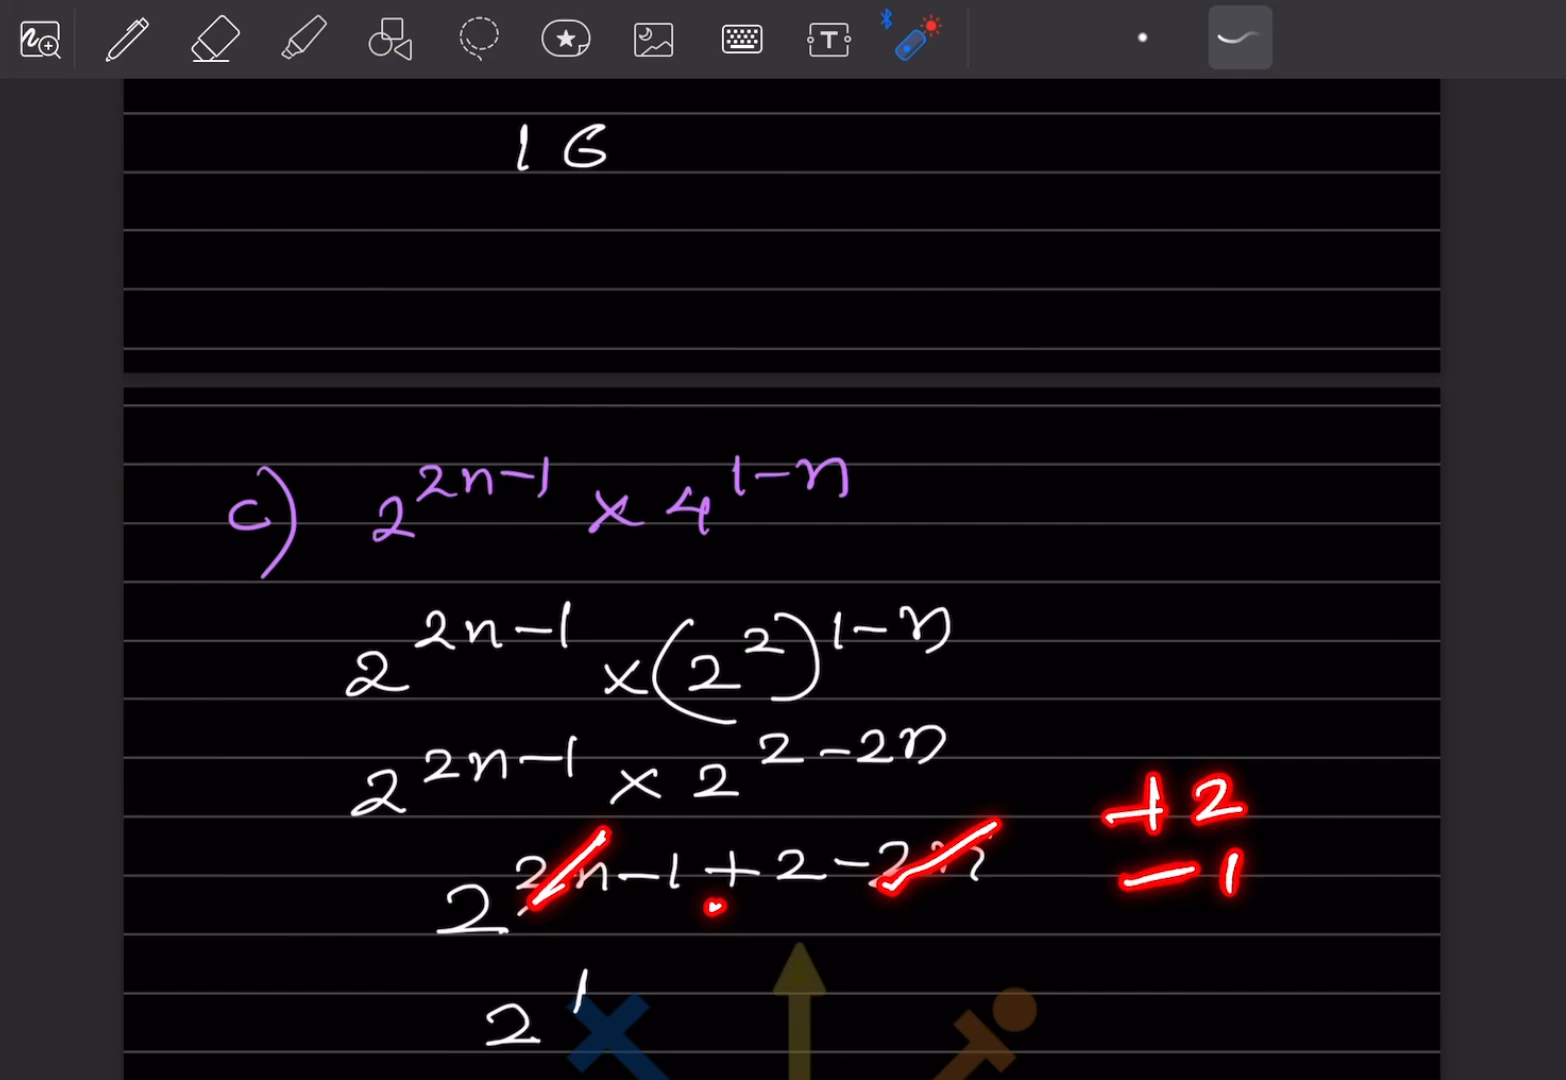 16
c) 2^{2n-1} × 4^{1-n}
2^{2n-1} × (2^2)^{1-n}
2^{2n-1} × 2^{2-2n}
+2
2^{2n-1+2-2n}
-1
2^1